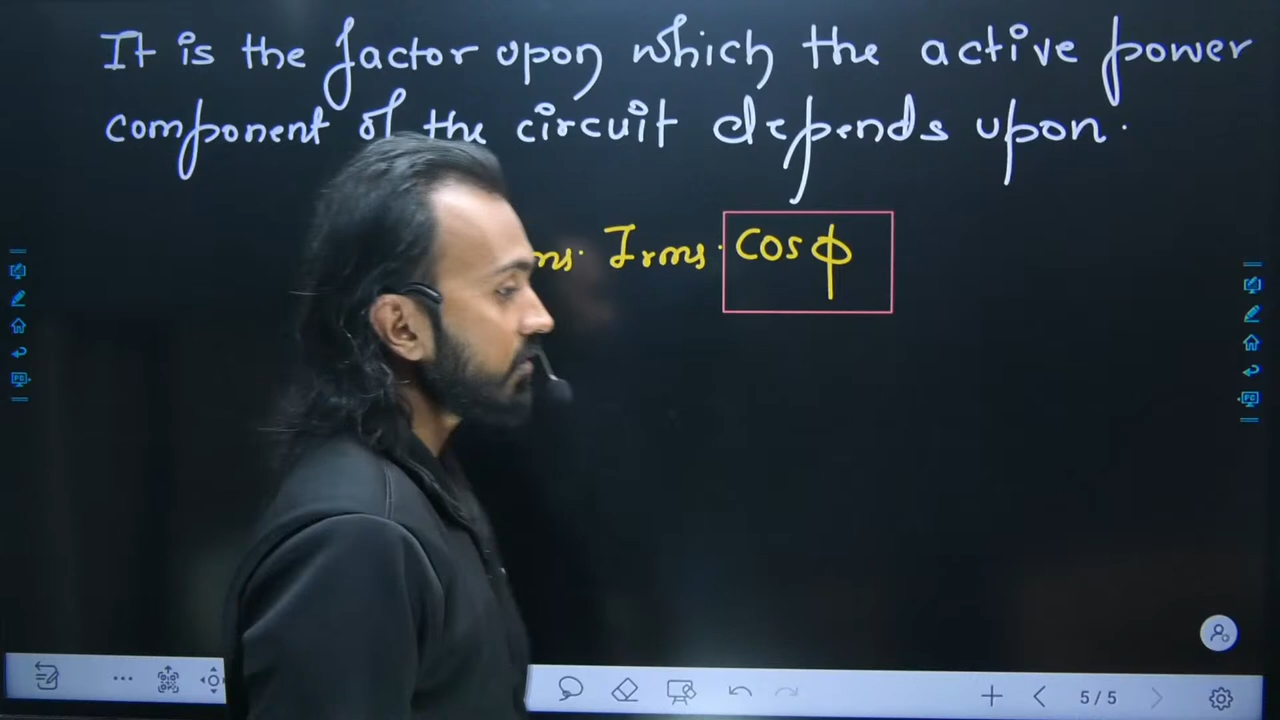 It is the factor upon which the active power
component of the circuit depends upon.
Irms. cos ϕ
5/5